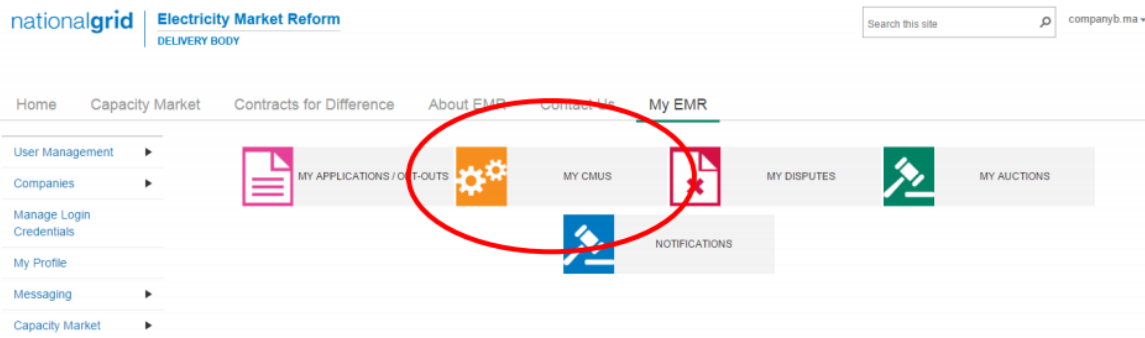 nationalgrid
Electricity Market Reform
DELIVERY BODY
Search this site
companyb.ma
Home Capacity Market Contracts for Difference About EMR Contact Us My EMR
User Management
Companies
Manage Login
Credentials
My Profile
Messaging
Capacity Market
MY APPLICATIONS / OPT-OUTS
MY CMUS
MY DISPUTES
MY AUCTIONS
NOTIFICATIONS